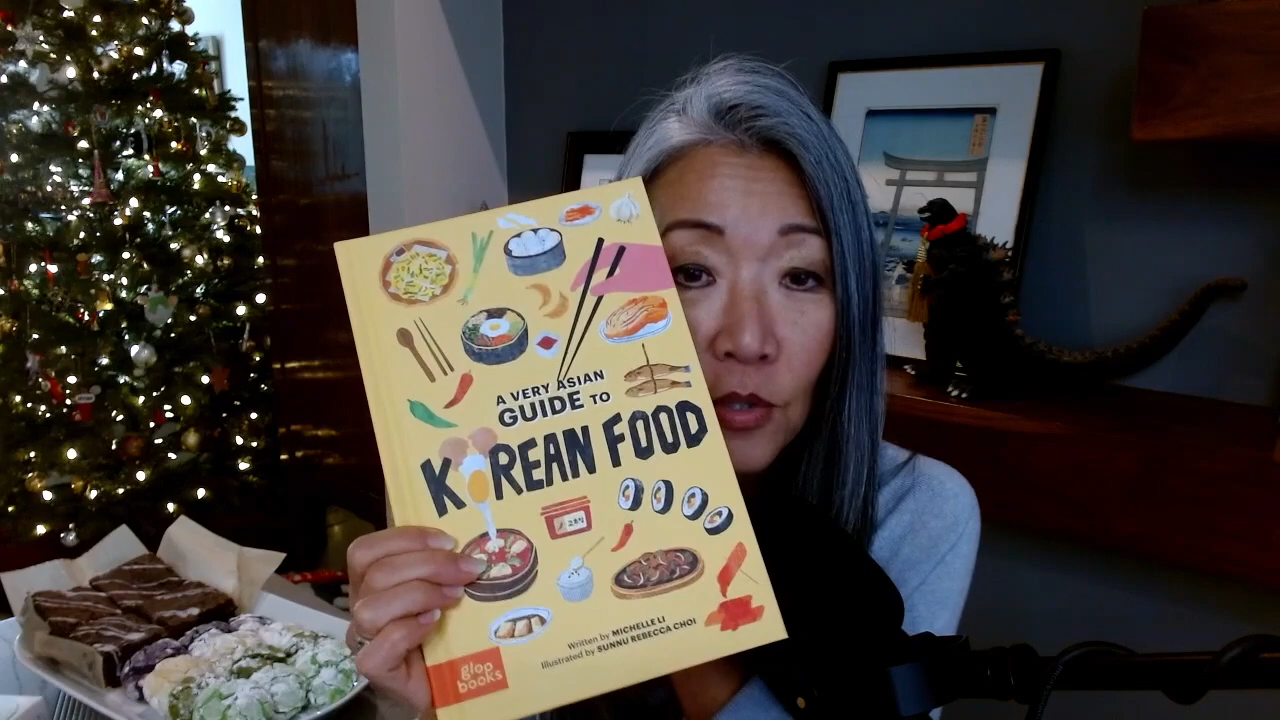 A VERY ASIAN
GUIDE TO
KOREAN FOOD
Written by MICHELLE LI
Illustrated by SUNNU REBECCA CHOI
gloo
books